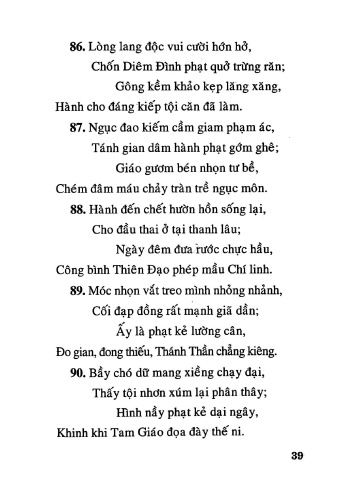 86. Lòng lang độc vui cười hớn hở,
Chốn Diêm Đình phạt quở trừng răn;
Gông kềm khảo kẹp lăng xăng,
Hành cho đáng kiếp tội căn đã làm.
87. Ngục đao kiếm cầm giam phạm ác,
Tánh gian dâm hành phạt gớm ghê;
Giáo gươm bén nhọn tư bề,
Chém đâm máu chảy tràn trề ngục môn.
88. Hành đến chết hườn hồn sống lại,
Cho đầu thai ở tại thanh lâu;
Ngày đêm đưa rước chực hầu,
Công bình Thiên Đạo phép mầu Chí linh.
89. Móc nhọn vắt treo mình nhỏng nhảnh,
Cối đạp đồng rất mạnh giã dần;
Ấy là phạt kẻ lường cân,
Đo gian, đong thiếu, Thánh Thần chẳng kiêng.
90. Bầy chó dữ mang xiềng chạy đại,
Thấy tội nhơn xúm lại phân thây;
Hình nầy phạt kẻ dại ngây,
Khinh khi Tam Giáo đọa đày thế ni.
39